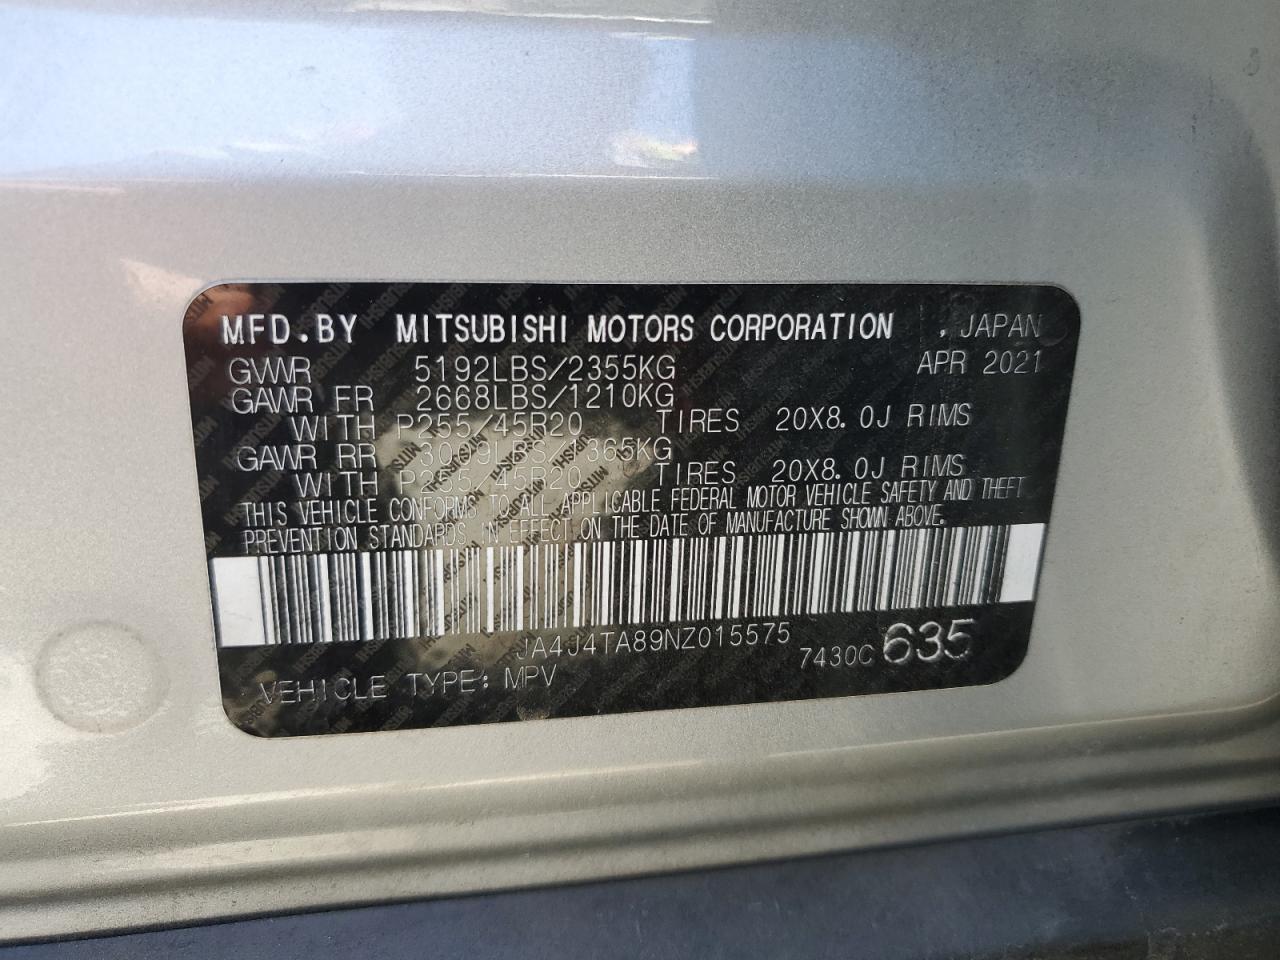 MFD.BY MITSUBISHI MOTORS CORPORATION , JAPAN
GVWR 5192LBS/2355KG APR 2021
GAWR FR 2668LBS/1210KG
WITH P255/45R20 TIRES 20X8.0J RIMS
GAWR RR 3009LBS/1365KG
WITH P255/45R20 TIRES 20X8.0J RIMS
THIS VEHICLE CONFORMS TO ALL APPLICABLE FEDERAL MOTOR VEHICLE SAFETY AND THEFT
PREVENTION STANDARDS IN EFFECT ON THE DATE OF MANUFACTURE SHOWN ABOVE.
JA4J4TA89NZ015575
7430C 635
VEHICLE TYPE: MPV